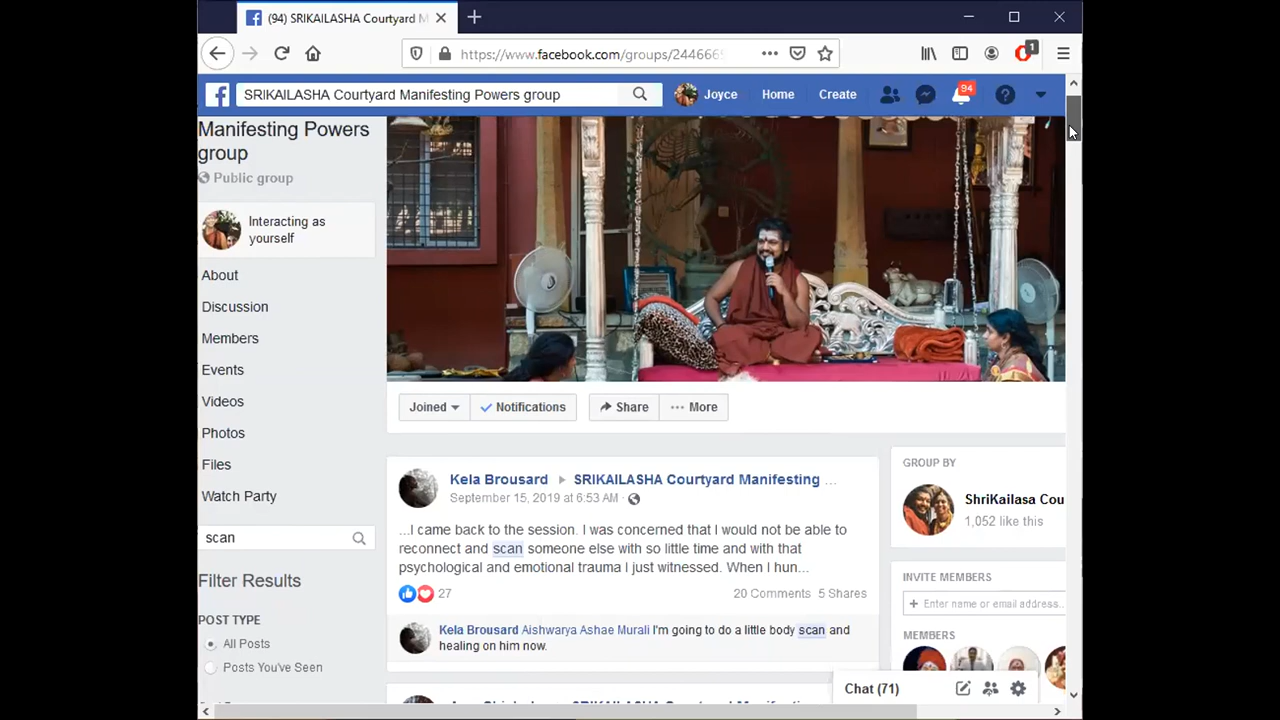 (94) SRIKAILASHA Courtyard M
https://www.facebook.com/groups/244666
1
SRIKAILASHA Courtyard Manifesting Powers group
Joyce
Home
Create
94
Manifesting Powers
group
Public group
Interacting as
yourself
About
Discussion
Members
Events
Videos
Photos
Files
Watch Party
scan
Filter Results
POST TYPE
All Posts
Posts You've Seen
Joined
Notifications
Share
More
Kela Brousard
SRIKAILASHA Courtyard Manifesting ...
September 15, 2019 at 6:53 AM ·
...I came back to the session. I was concerned that I would not be able to
reconnect and scan someone else with so little time and with that
psychological and emotional trauma I just witnessed. When I hun...
27
20 Comments 5 Shares
Kela Brousard Aishwarya Ashae Murali I'm going to do a little body scan and
healing on him now.
GROUP BY
ShriKailasa Cou
1,052 like this
INVITE MEMBERS
+ Enter name or email address..
MEMBERS
Chat (71)